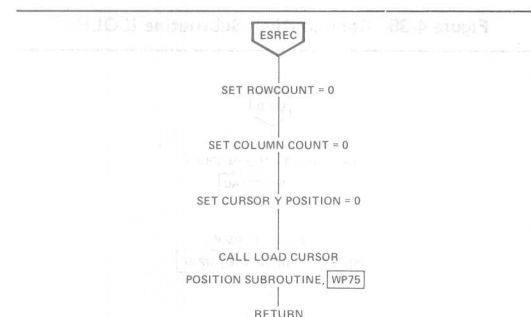 ESREC
SET ROWCOUNT = 0
SET COLUMN COUNT = 0
SET CURSOR Y POSITION = 0
CALL LOAD CURSOR
POSITION SUBROUTINE, WP75
RETURN